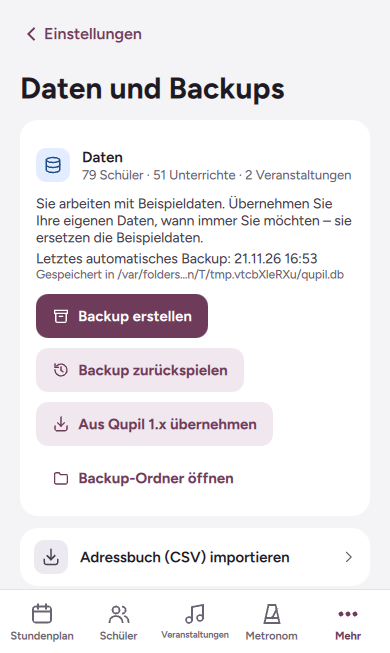 Einstellungen
Daten und Backups
Daten
79 Schüler · 51 Unterrichte · 2 Veranstaltungen
Sie arbeiten mit Beispieldaten. Übernehmen Sie
Ihre eigenen Daten, wann immer Sie möchten – sie
ersetzen die Beispieldaten.
Letztes automatisches Backup: 21.11.26 16:53
Gespeichert in /var/folders…n/T/tmp.vtcbXleRXu/qupil.db
Backup erstellen
Backup zurückspielen
Aus Qupil 1.x übernehmen
Backup-Ordner öffnen
Adressbuch (CSV) importieren
Stundenplan
Schüler
Veranstaltungen
Metronom
Mehr